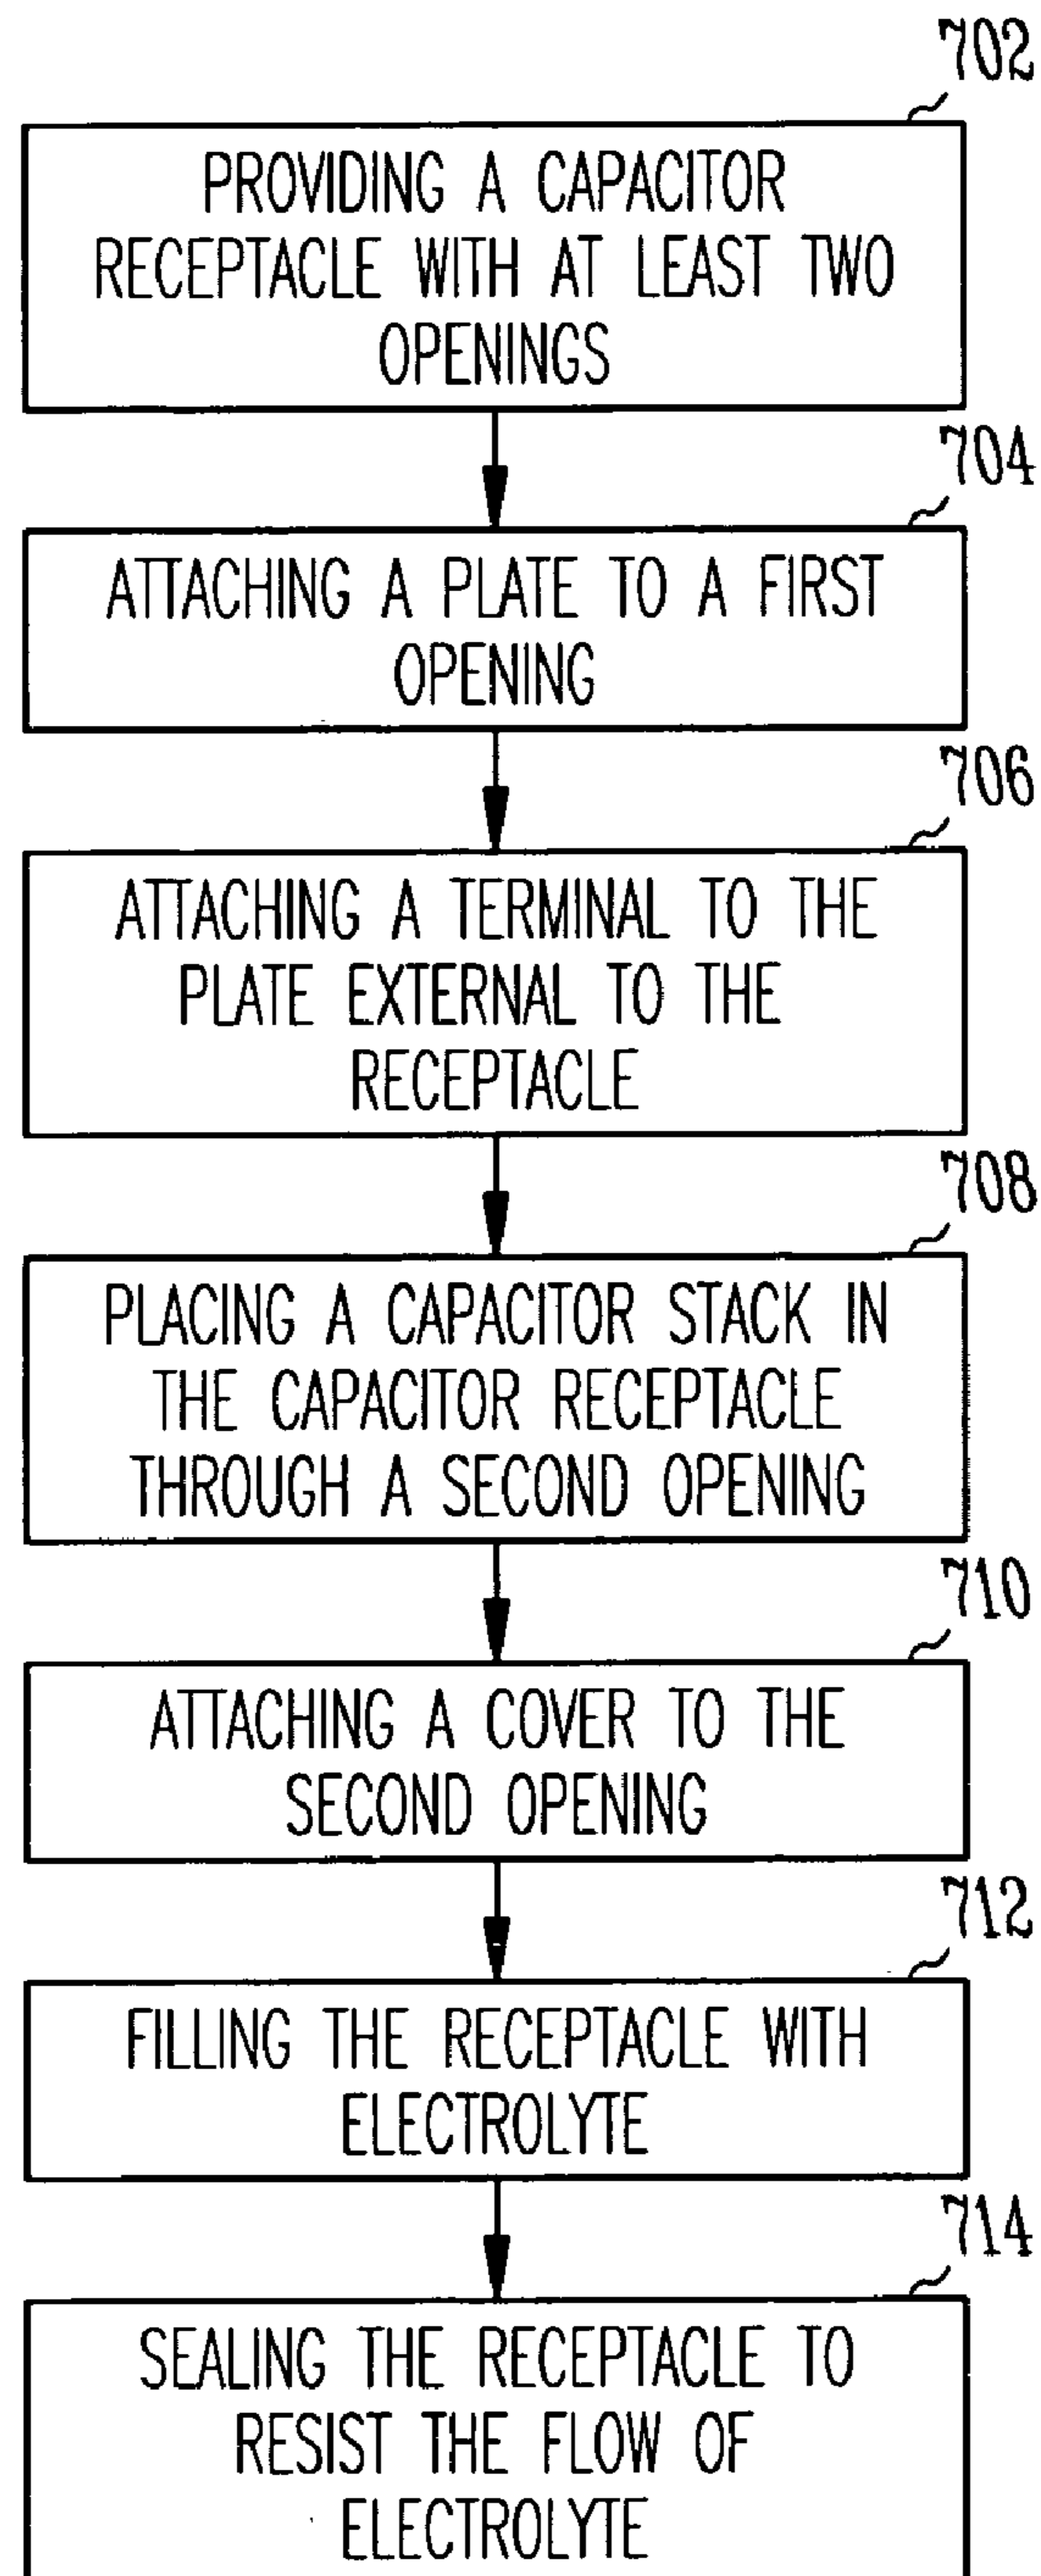 702
PROVIDING A CAPACITOR
RECEPTACLE WITH AT LEAST TWO
OPENINGS
704
ATTACHING A PLATE TO A FIRST
OPENING
706
ATTACHING A TERMINAL TO THE
PLATE EXTERNAL TO THE
RECEPTACLE
708
PLACING A CAPACITOR STACK IN
THE CAPACITOR RECEPTACLE
THROUGH A SECOND OPENING
710
ATTACHING A COVER TO THE
SECOND OPENING
712
FILLING THE RECEPTACLE WITH
ELECTROLYTE
714
SEALING THE RECEPTACLE TO
RESIST THE FLOW OF
ELECTROLYTE